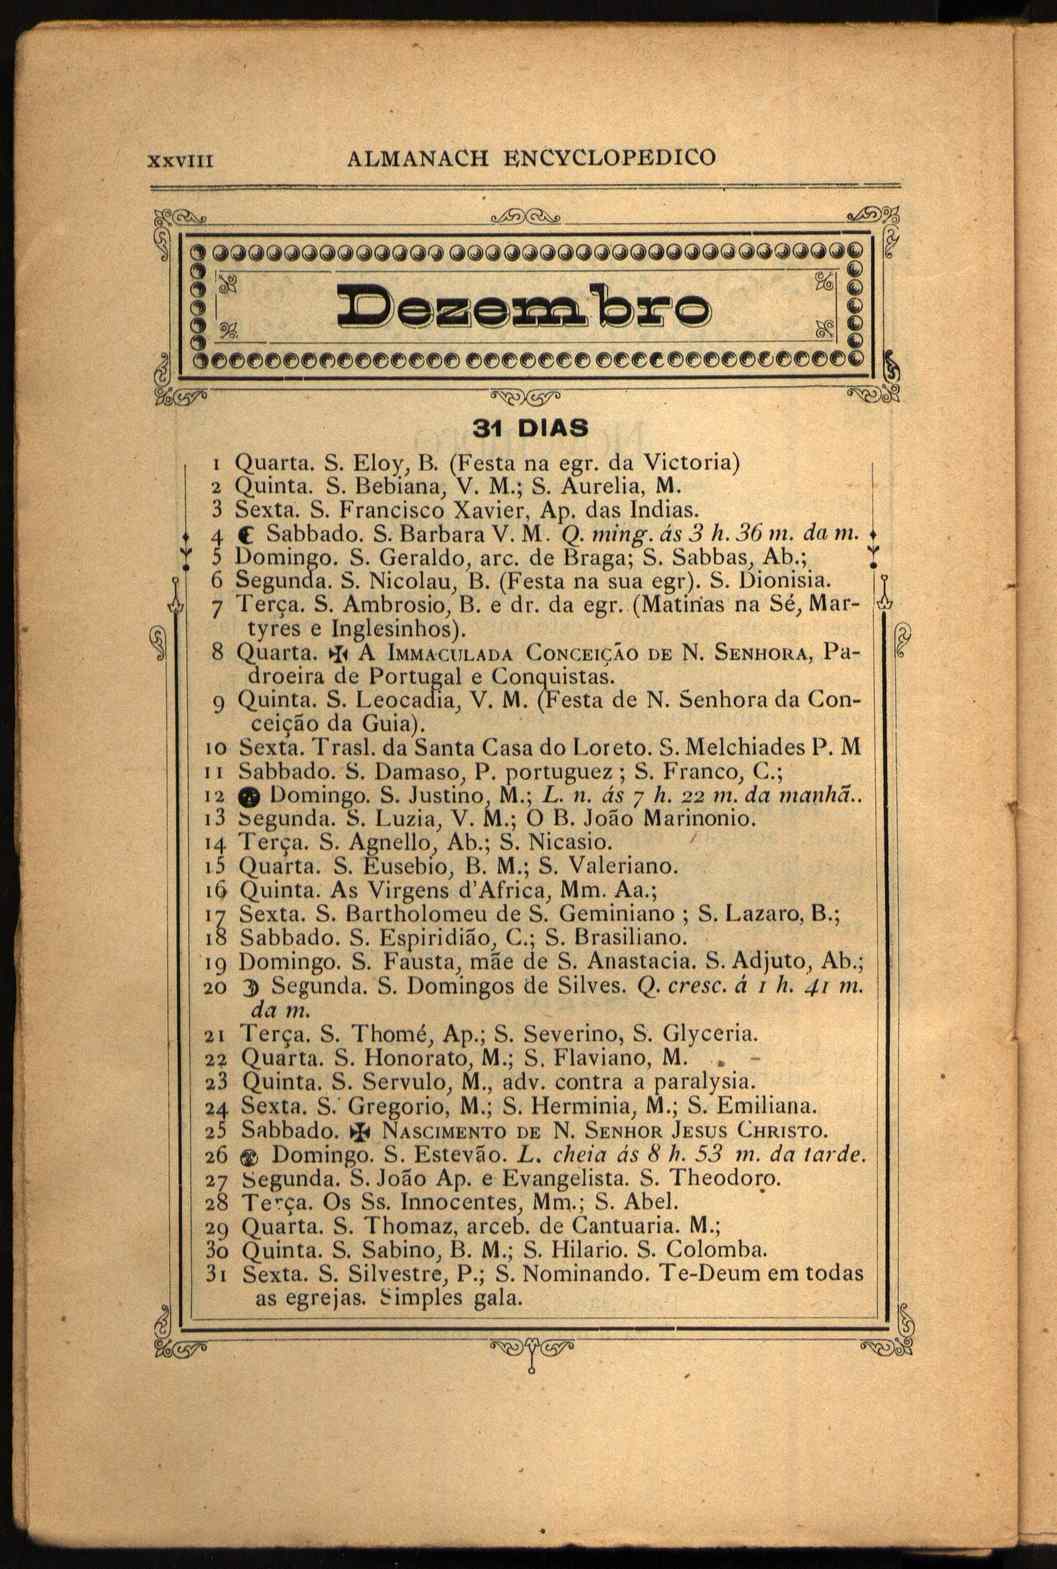 XXVIII
ALMANACH ENCYCLOPEDICO
Dezembro
31 DIAS
1 Quarta. S. Eloy, B. (Festa na egr. da Victoria)
2 Quinta. S. Bebiana, V. M.; S. Aurelia, M.
3 Sexta. S. Francisco Xavier, Ap. das Indias.
4 Sabbado. S. Barbara V. M. Q. ming. ás 3 h. 36 m. da m.
5 Domingo. S. Geraldo, arc. de Braga; S. Sabbas, Ab.;
6 Segunda. S. Nicolau, B. (Festa na sua egr). S. Dionisia.
7 Terça. S. Ambrosio, B. e dr. da egr. (Matinas na Sé, Mar-
tyres e Inglesinhos).
8 Quarta. ✠ A IMMACULADA CONCEIÇÃO DE N. SENHORA, Pa-
droeira de Portugal e Conquistas.
9 Quinta. S. Leocadia, V. M. (Festa de N. Senhora da Con-
ceição da Guia).
10 Sexta. Trasl. da Santa Casa do Loreto. S. Melchiades P. M
11 Sabbado. S. Damaso, P. portuguez; S. Franco, C.;
12 Domingo. S. Justino, M.; L. n. ás 7 h. 22 m. da manhã..
13 Segunda. S. Luzia, V. M.; O B. João Marinonio.
14 Terça. S. Agnello, Ab.; S. Nicasio.
15 Quarta. S. Eusebio, B. M.; S. Valeriano.
16 Quinta. As Virgens d'Africa, Mm. Aa.;
17 Sexta. S. Bartholomeu de S. Geminiano; S. Lazaro, B.;
18 Sabbado. S. Espiridião, C.; S. Brasiliano.
19 Domingo. S. Fausta, mãe de S. Anastacia. S. Adjuto, Ab.;
20 Segunda. S. Domingos de Silves. Q. cresc. á 1 h. 41 m.
da m.
21 Terça. S. Thomé, Ap.; S. Severino, S. Glyceria.
22 Quarta. S. Honorato, M.; S. Flaviano, M.
23 Quinta. S. Servulo, M., adv. contra a paralysia.
24 Sexta. S. Gregorio, M.; S. Herminia, M.; S. Emiliana.
25 Sabbado. ✠ NASCIMENTO DE N. SENHOR JESUS CHRISTO.
26 Domingo. S. Estevão. L. cheia ás 8 h. 53 m. da tarde.
27 Segunda. S. João Ap. e Evangelista. S. Theodoro.
28 Terça. Os Ss. Innocentes, Mm.; S. Abel.
29 Quarta. S. Thomaz, arceb. de Cantuaria. M.;
30 Quinta. S. Sabino, B. M.; S. Hilario. S. Colomba.
31 Sexta. S. Silvestre, P.; S. Nominando. Te-Deum em todas
as egrejas. Simples gala.